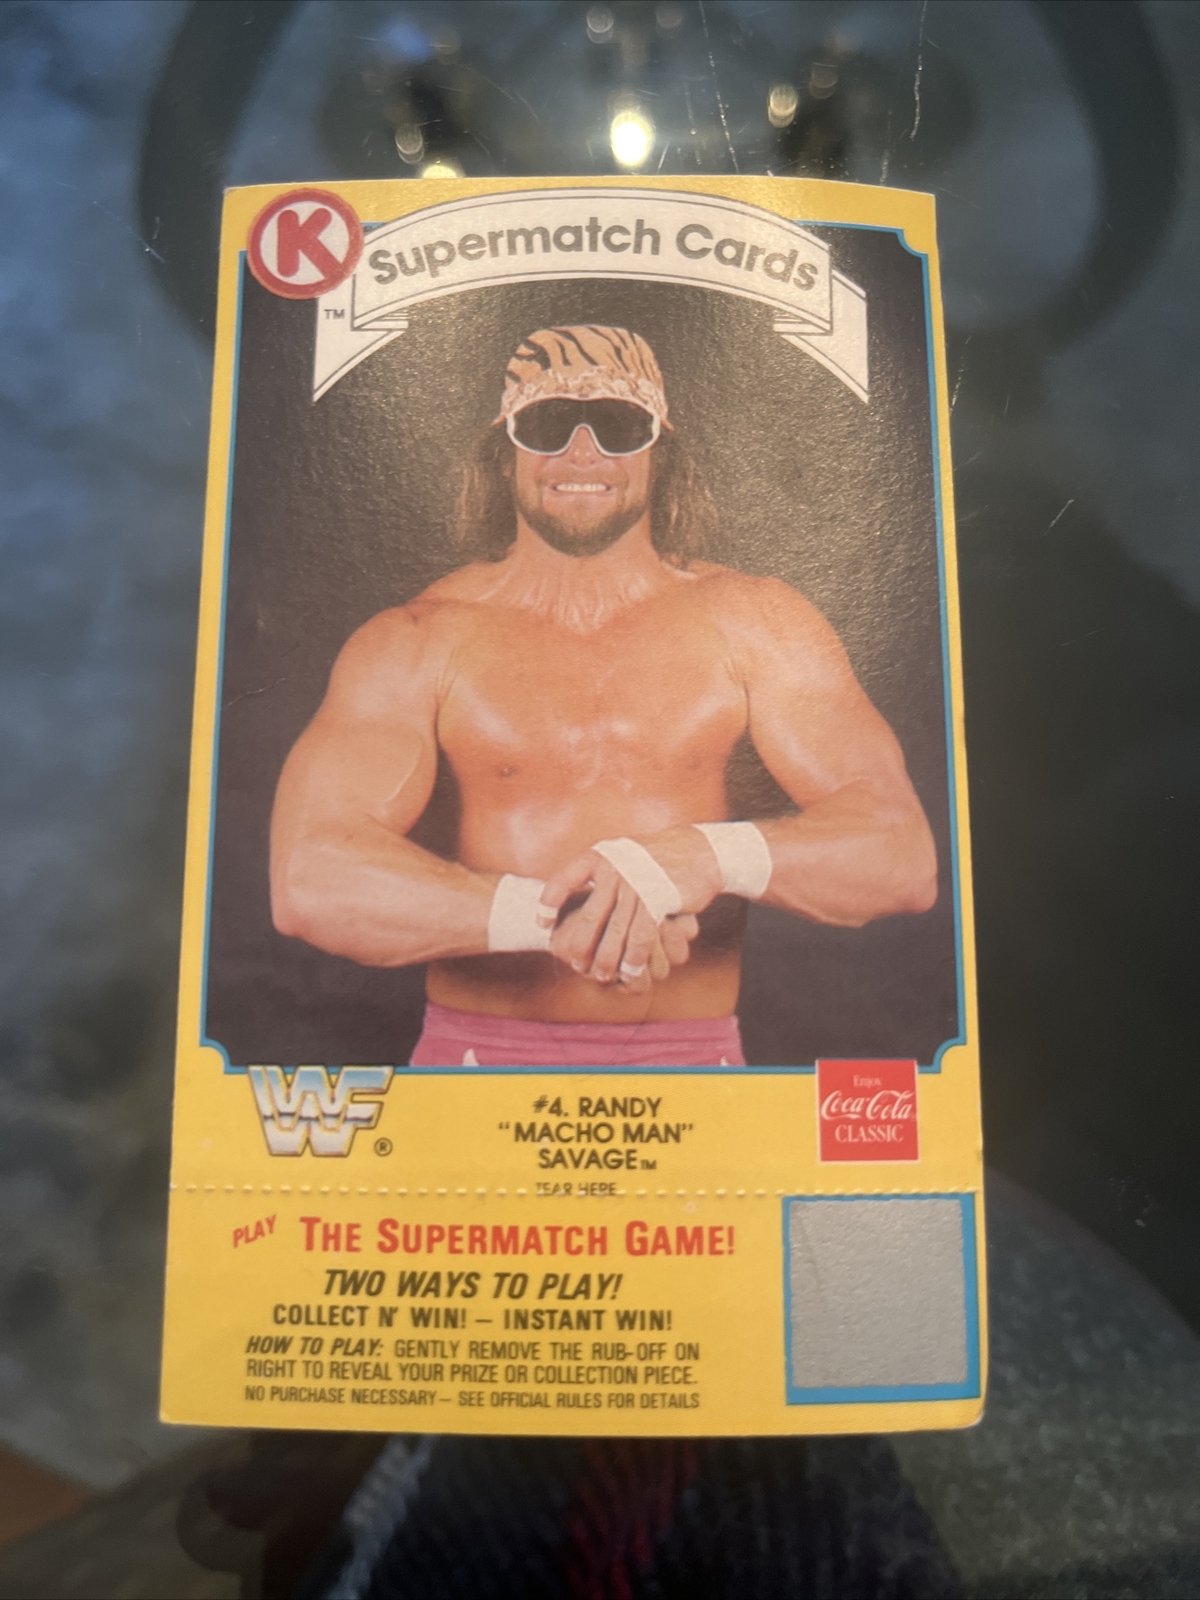 K
Supermatch Cards
TM
WF®
#4. RANDY
"MACHO MAN"
SAVAGE™
Enjoy
Coca-Cola
CLASSIC
TEAR HERE
PLAY THE SUPERMATCH GAME!
TWO WAYS TO PLAY!
COLLECT N' WIN! – INSTANT WIN!
HOW TO PLAY: GENTLY REMOVE THE RUB-OFF ON
RIGHT TO REVEAL YOUR PRIZE OR COLLECTION PIECE.
NO PURCHASE NECESSARY – SEE OFFICIAL RULES FOR DETAILS